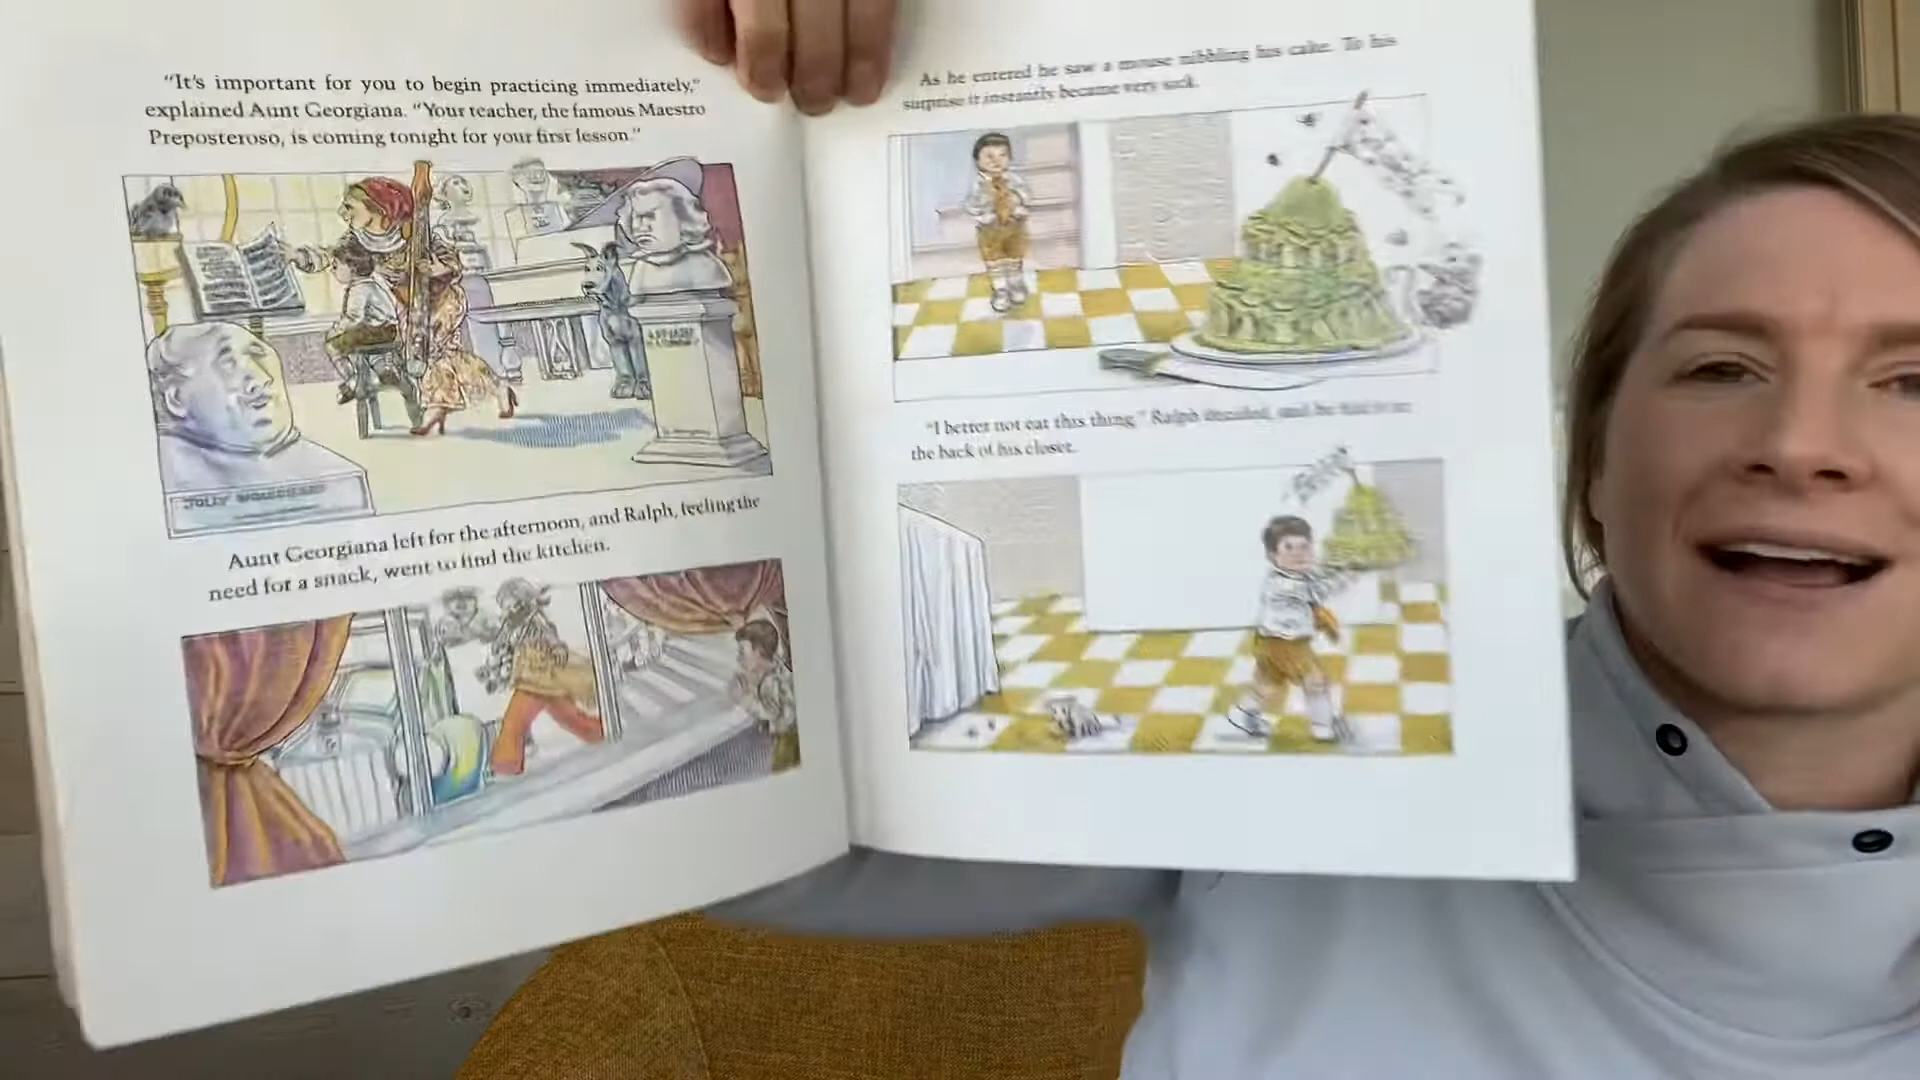 "It's important for you to begin practicing immediately,"
explained Aunt Georgiana. "Your teacher, the famous Maestro
Preposteroso, is coming tonight for your first lesson."
Aunt Georgiana left for the afternoon, and Ralph, feeling the
need for a snack, went to find the kitchen.
As he entered he saw a mouse nibbling his cake. To his
surprise it instantly became very sick.
"I better not eat this thing," Ralph decided, and he
the back of his closet.